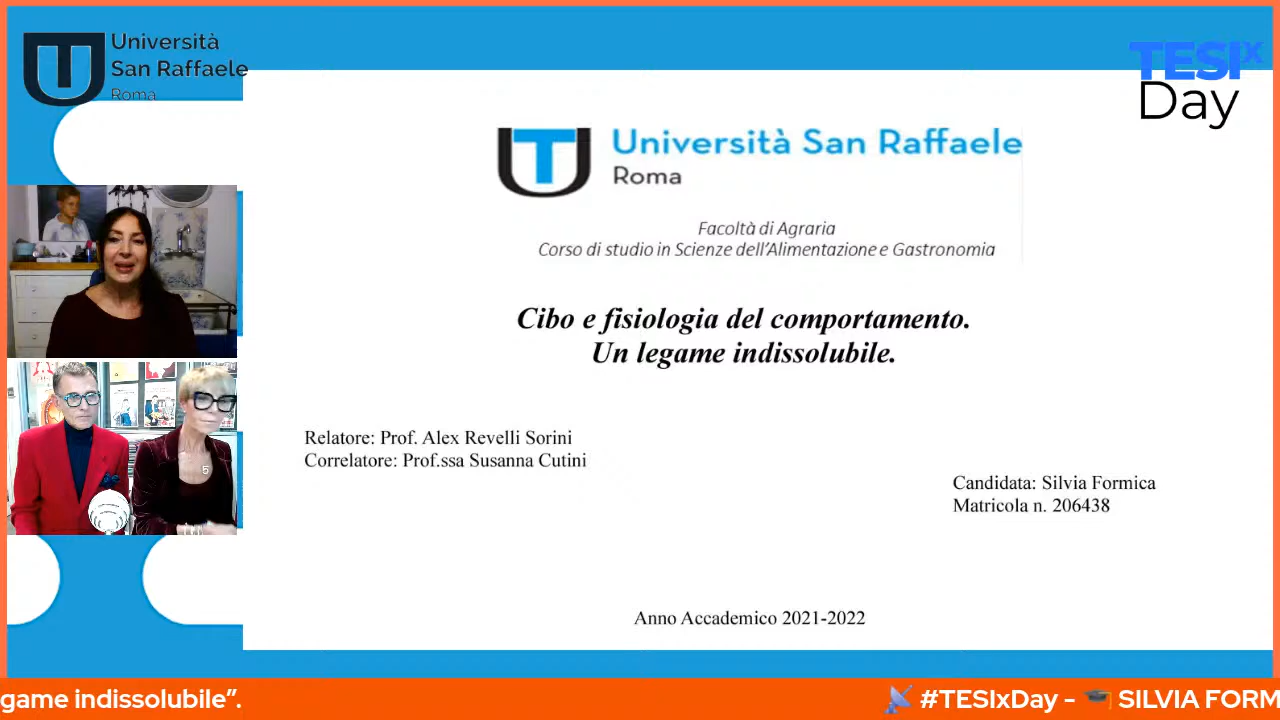 Università
San Raffaele
Roma
TESIx
Day
Università San Raffaele
Roma
Facoltà di Agraria
Corso di studio in Scienze dell'Alimentazione e Gastronomia
Cibo e fisiologia del comportamento.
Un legame indissolubile.
Relatore: Prof. Alex Revelli Sorini
Correlatore: Prof.ssa Susanna Cutini
Candidata: Silvia Formica
Matricola n. 206438
Anno Accademico 2021-2022
game indissolubile”.
#TESIxDay - SILVIA FORM